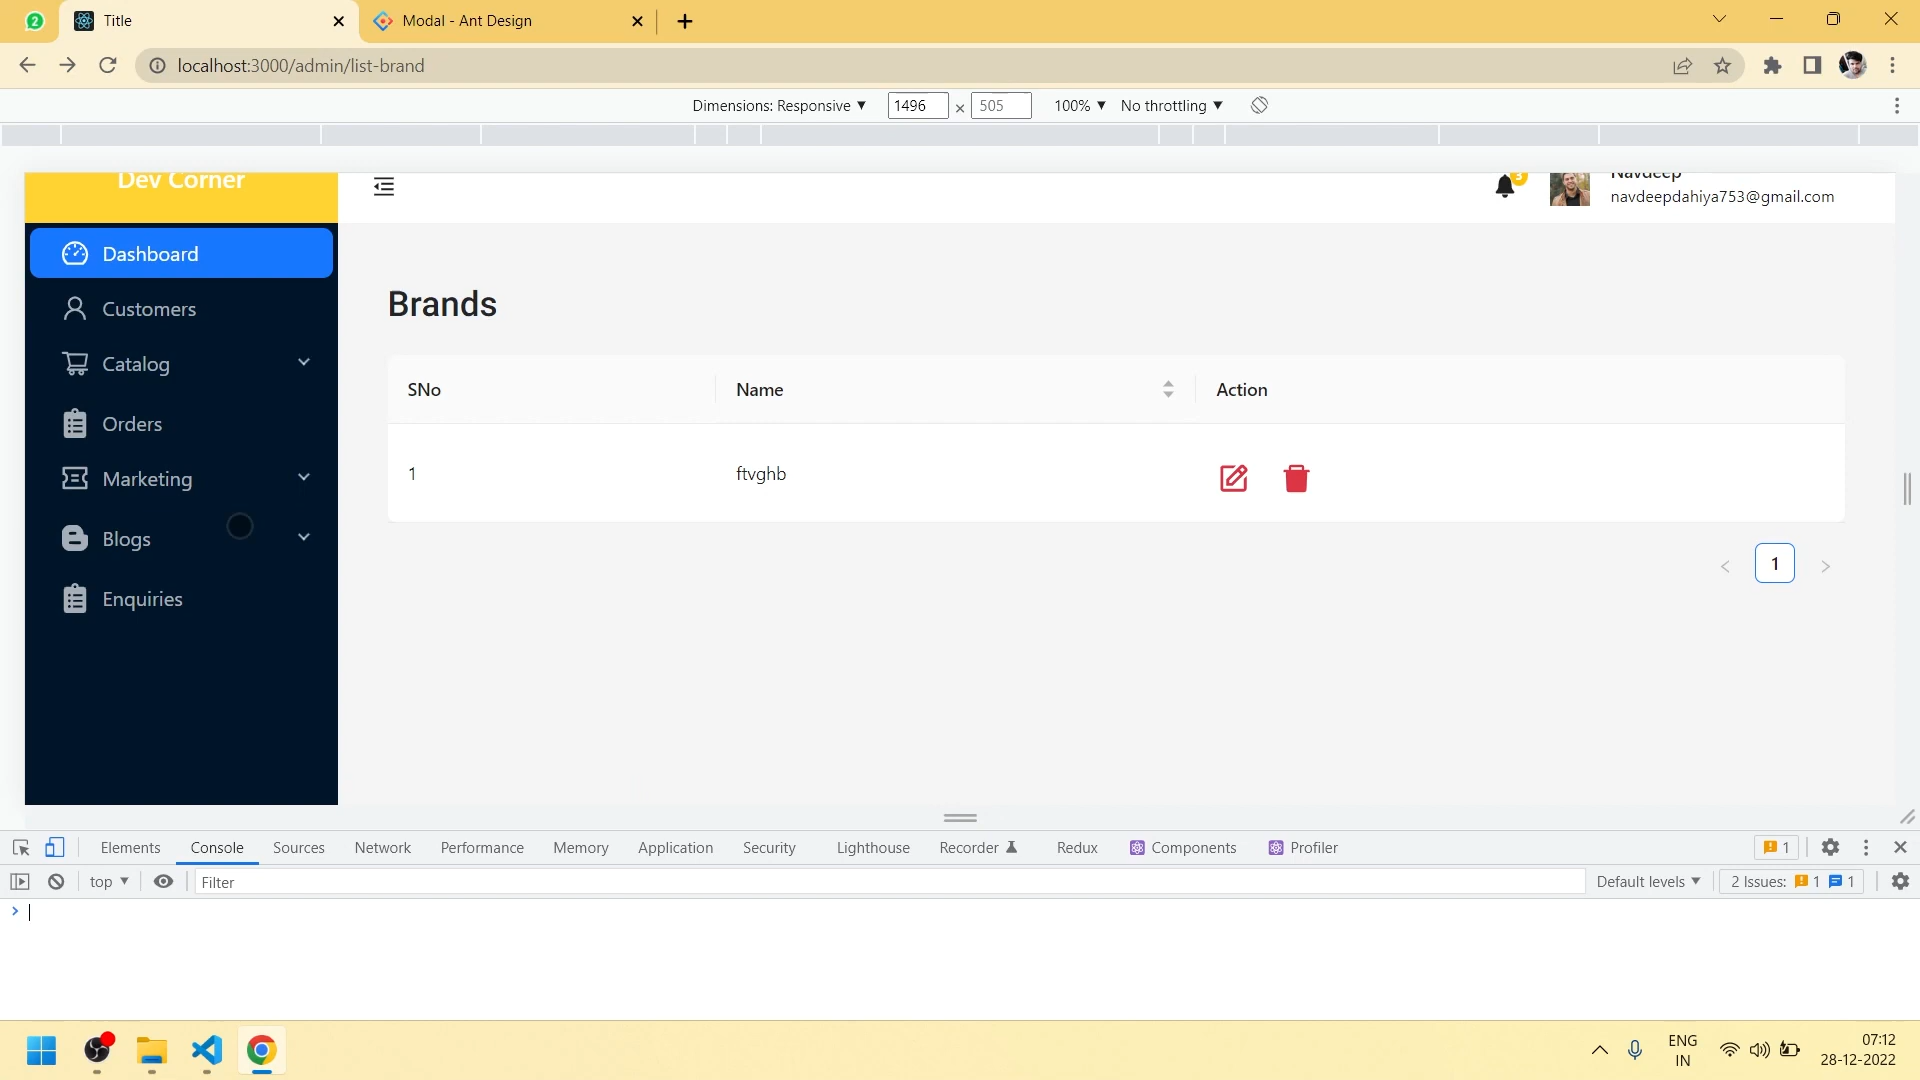 2
Title
Modal - Ant Design
localhost:3000/admin/list-brand
Dimensions: Responsive
1496
×
505
100%
No throttling
Dev Corner
3
Navdeep
navdeepdahiya753@gmail.com
Dashboard
Customers
Catalog
Orders
Marketing
Blogs
Enquiries
Brands
SNo
Name
Action
1
ftvghb
<
1
>
Elements
Console
Sources
Network
Performance
Memory
Application
Security
Lighthouse
Recorder
Redux
Components
Profiler
1
top
Filter
Default levels
2 Issues:
1
1
ENG
IN
07:12
28-12-2022